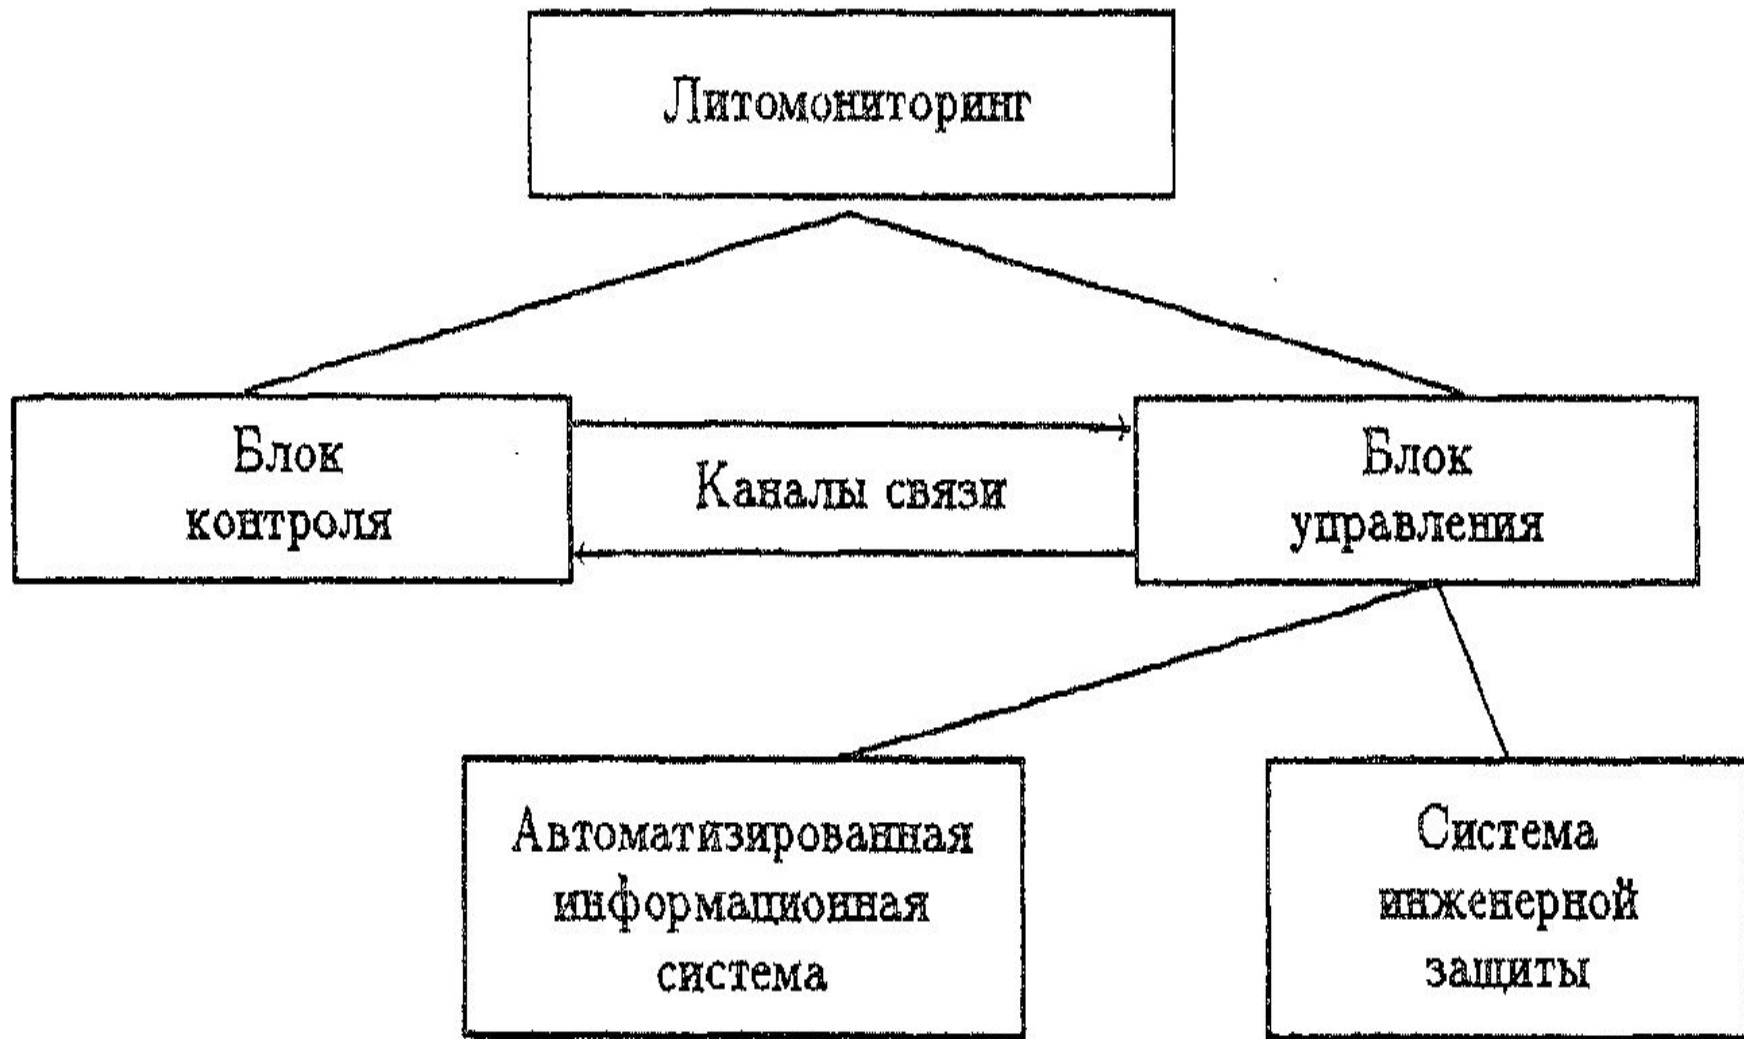 Литомониторинг
Блок
контроля
Каналы связи
Блок
управления
Автоматизированная
информационная
система
Система
инженерной
защиты